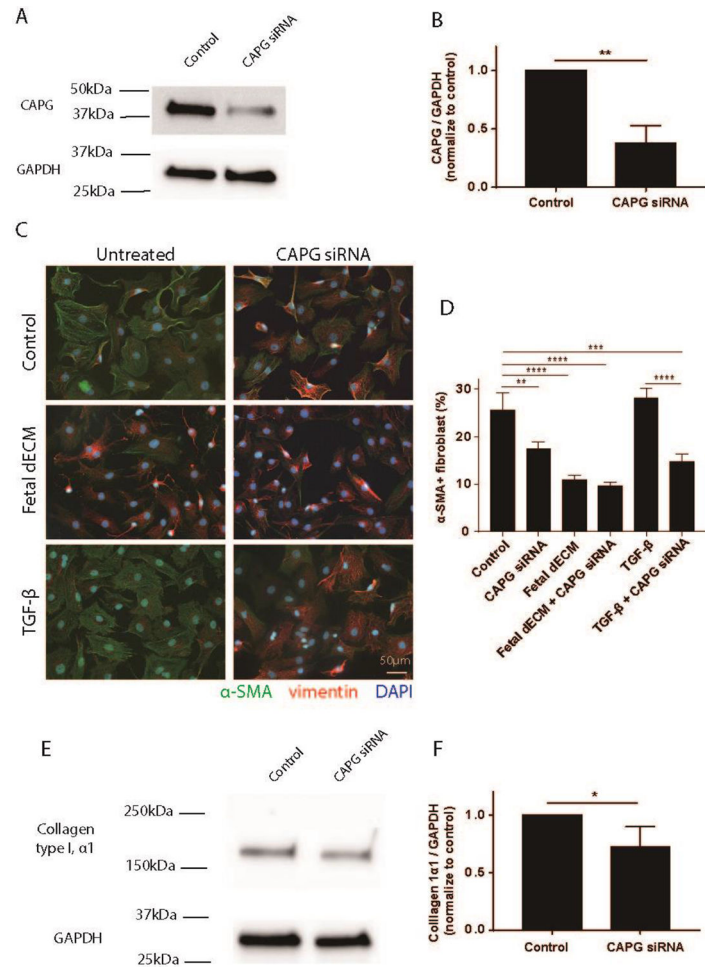 A
Control
CAPG siRNA
50kDa
CAPG
37kDa
37kDa
GAPDH
25kDa
B
**
CAPG / GAPDH
(normalize to control)
1.0
0.5
0.0
Control
CAPG siRNA
C
Untreated
CAPG siRNA
Control
Fetal dECM
TGF-β
50μm
α-SMA vimentin DAPI
D
***
****
****
**
****
α-SMA+ fibroblast (%)
30
20
10
0
Control
CAPG siRNA
Fetal dECM
Fetal dECM + CAPG siRNA
TGF-β
TGF-β + CAPG siRNA
E
Control
CAPG siRNA
250kDa
Collagen
type I, α1
150kDa
37kDa
GAPDH
25kDa
F
*
Colllagen 1α1 / GAPDH
(normalize to control)
1.0
0.5
0.0
Control
CAPG siRNA